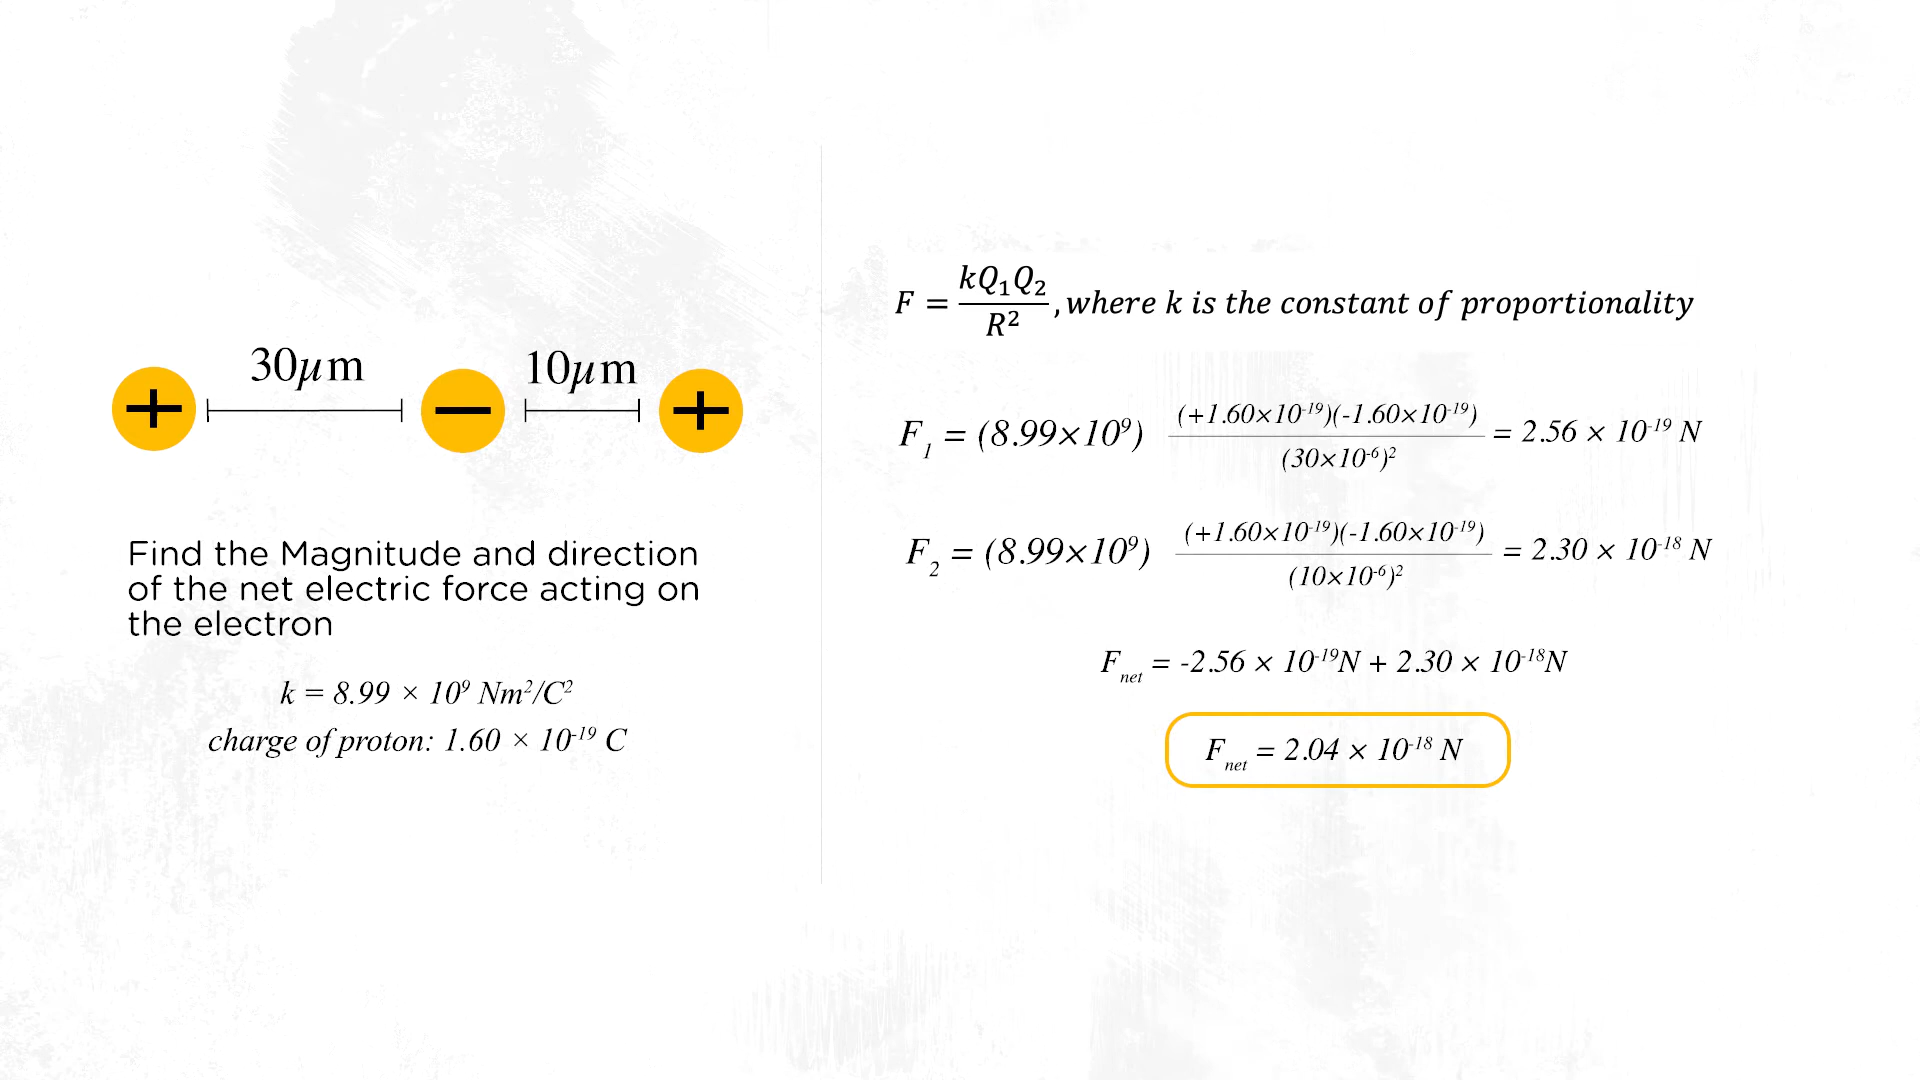 30μm
10μm
+ − +
Find the Magnitude and direction
of the net electric force acting on
the electron
k = 8.99 × 10⁹ Nm²/C²
charge of proton: 1.60 × 10⁻¹⁹ C
F = kQ₁Q₂/R², where k is the constant of proportionality
F₁ = (8.99×10⁹) (+1.60×10⁻¹⁹)(-1.60×10⁻¹⁹)/(30×10⁻⁶)² = 2.56 × 10⁻¹⁹ N
F₂ = (8.99×10⁹) (+1.60×10⁻¹⁹)(-1.60×10⁻¹⁹)/(10×10⁻⁶)² = 2.30 × 10⁻¹⁸ N
Fnet = -2.56 × 10⁻¹⁹N + 2.30 × 10⁻¹⁸N
Fnet = 2.04 × 10⁻¹⁸ N